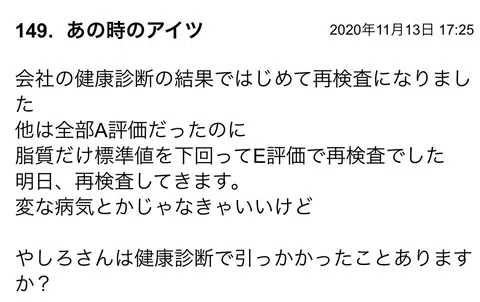 149. あの時のアイツ 2020年11月13日 17:25
会社の健康診断の結果ではじめて再検査になりまし
た
他は全部A評価だったのに
脂質だけ標準値を下回ってE評価で再検査でした
明日、再検査してきます。
変な病気とかじゃなきゃいいけど
やしろさんは健康診断で引っかかったことあります
か？